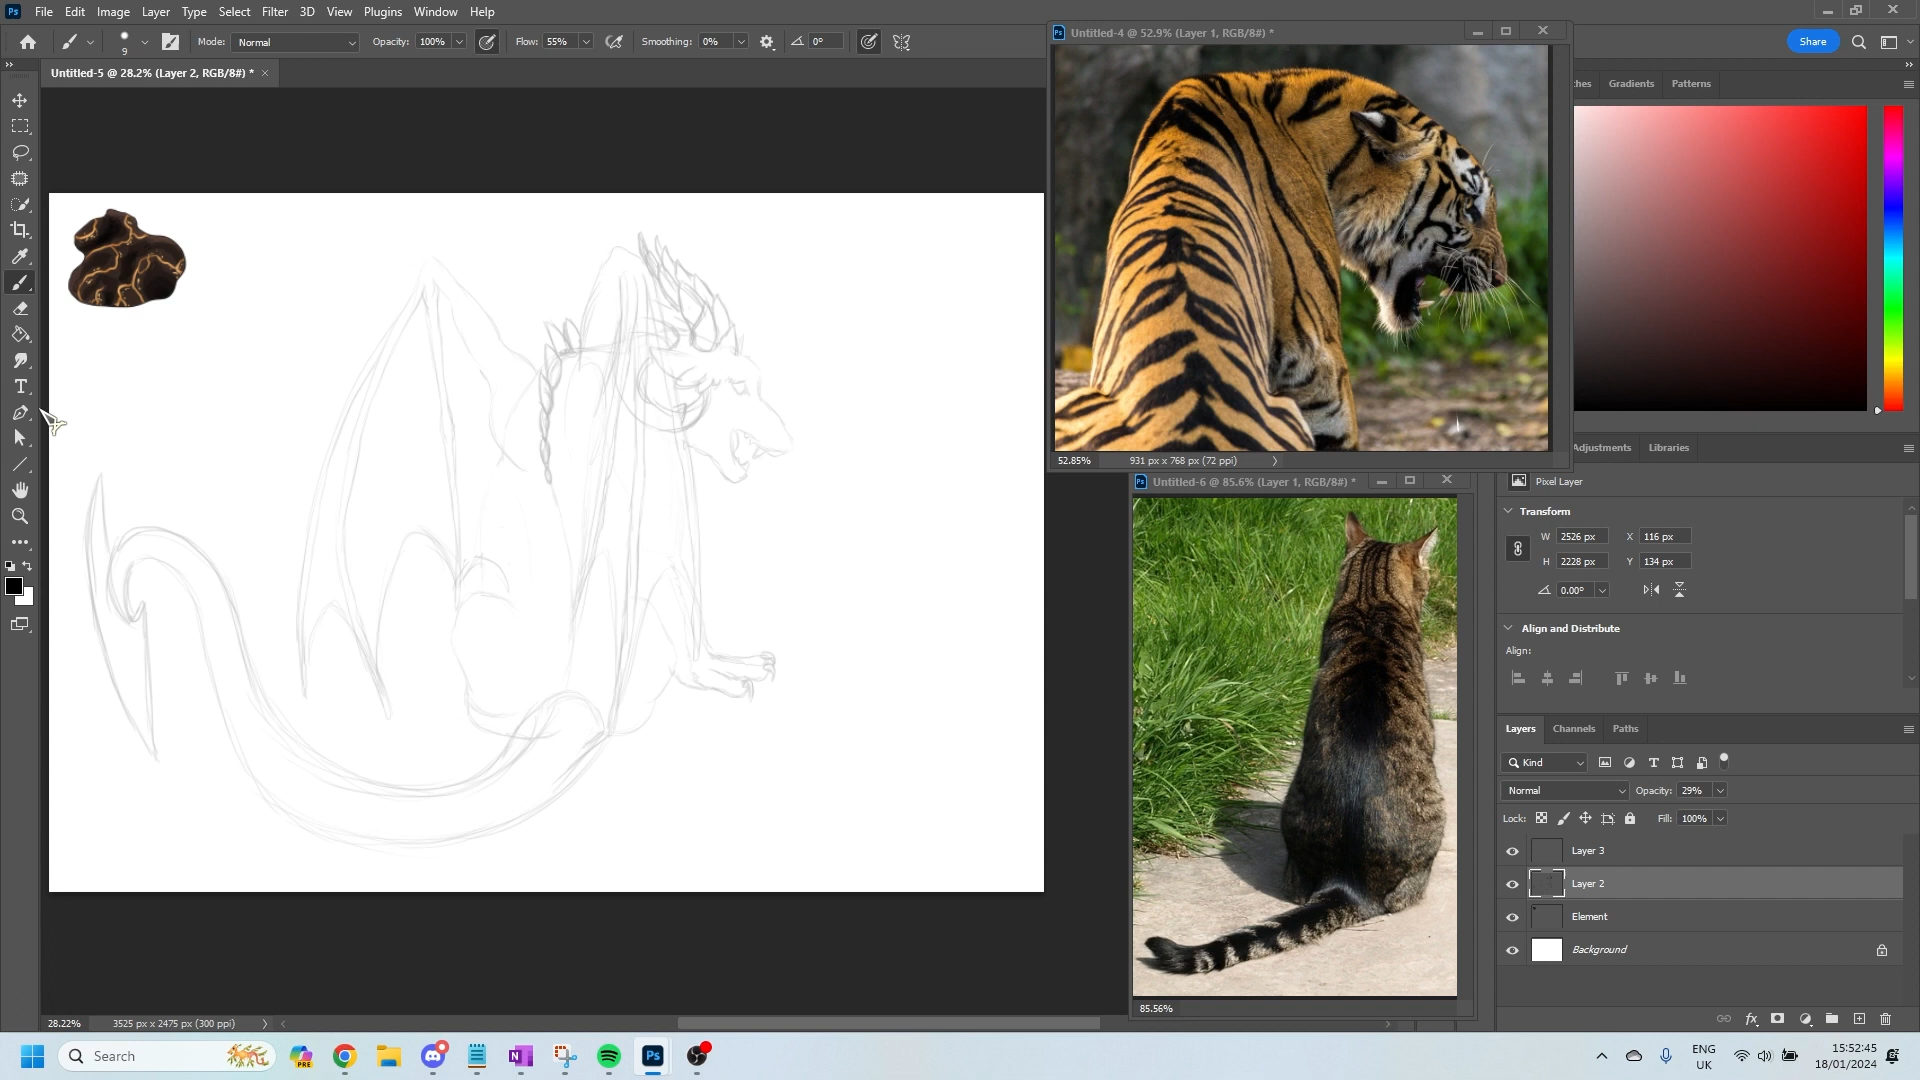 Ps File Edit Image Layer Type Select Filter 3D View Plugins Window Help
9 Mode: Normal Opacity: 100% Flow: 55% Smoothing: 0% 0° Share
Untitled-5 @ 28.2% (Layer 2, RGB/8#) *
Untitled-4 @ 52.9% (Layer 1, RGB/8#) *
52.85% 931 px x 768 px (72 ppi)
Untitled-6 @ 85.6% (Layer 1, RGB/8#) *
85.56%
28.22% 3525 px x 2475 px (300 ppi)
Gradients Patterns
Adjustments Libraries
Pixel Layer
Transform
W 2526 px X 116 px
H 2228 px Y 134 px
0.00°
Align and Distribute
Align:
Layers Channels Paths
Kind
Normal Opacity: 29%
Lock: Fill: 100%
Layer 3
Layer 2
Element
Background
fx
Search
PRE
N
Ps
ENG
UK
15:52:45
18/01/2024